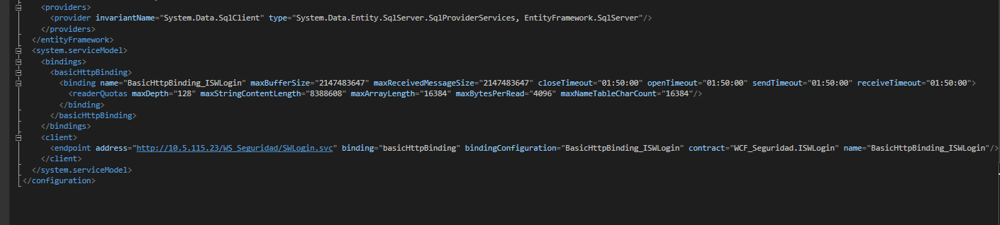 <providers>
<provider invariantName="System.Data.SqlClient" type="System.Data.Entity.SqlServer.SqlProviderServices, EntityFramework.SqlServer"/>
</providers>
</entityFramework>
<system.serviceModel>
<bindings>
<basicHttpBinding>
<binding name="BasicHttpBinding_ISWLogin" maxBufferSize="2147483647" maxReceivedMessageSize="2147483647" closeTimeout="01:50:00" openTimeout="01:50:00" sendTimeout="01:50:00" receiveTimeout="01:50:00">
<readerQuotas maxDepth="128" maxStringContentLength="8388608" maxArrayLength="16384" maxBytesPerRead="4096" maxNameTableCharCount="16384"/>
</binding>
</basicHttpBinding>
</bindings>
<client>
<endpoint address="http://10.5.115.23/WS_Seguridad/SWLogin.svc" binding="basicHttpBinding" bindingConfiguration="BasicHttpBinding_ISWLogin" contract="WCF_Seguridad.ISWLogin" name="BasicHttpBinding_ISWLogin"/>
</client>
</system.serviceModel>
</configuration>